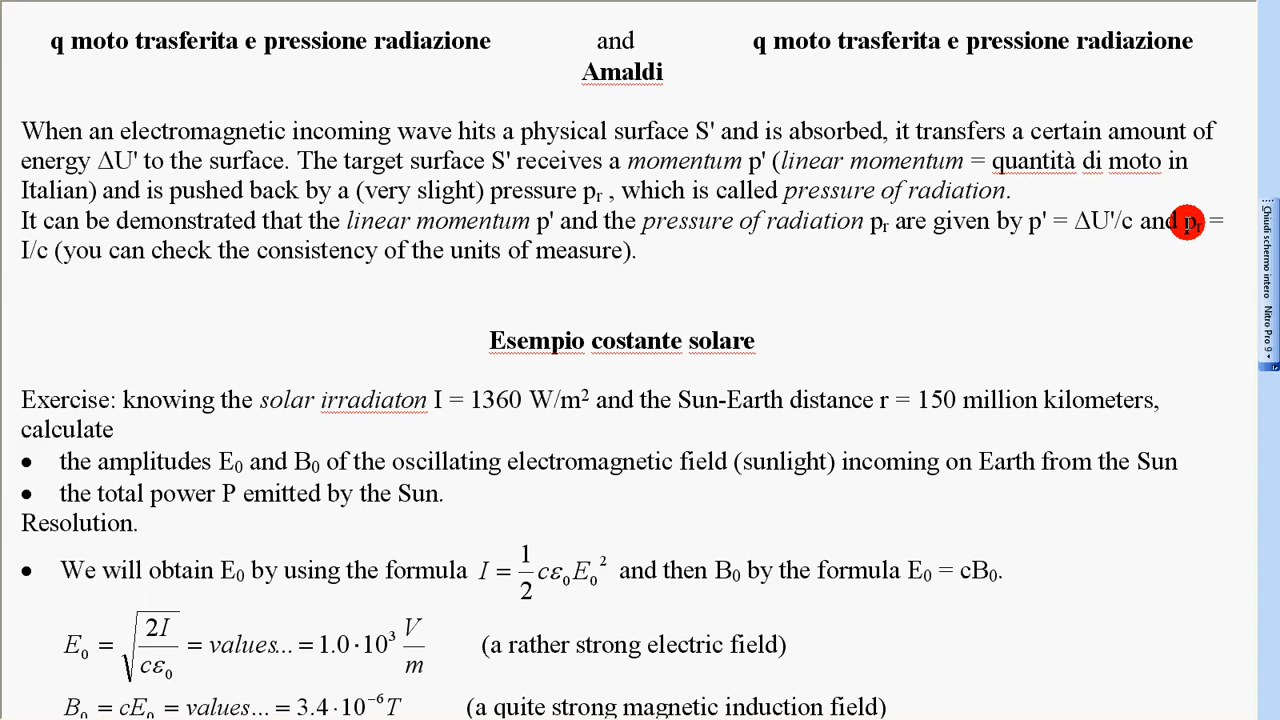 q moto trasferita e pressione radiazione and q moto trasferita e pressione radiazione
Amaldi
When an electromagnetic incoming wave hits a physical surface S' and is absorbed, it transfers a certain amount of
energy ΔU' to the surface. The target surface S' receives a momentum p' (linear momentum = quantità di moto in
Italian) and is pushed back by a (very slight) pressure pᵣ , which is called pressure of radiation.
It can be demonstrated that the linear momentum p' and the pressure of radiation pᵣ are given by p' = ΔU'/c and pᵣ =
I/c (you can check the consistency of the units of measure).
Esempio costante solare
Exercise: knowing the solar irradiaton I = 1360 W/m² and the Sun-Earth distance r = 150 million kilometers,
calculate
• the amplitudes E₀ and B₀ of the oscillating electromagnetic field (sunlight) incoming on Earth from the Sun
• the total power P emitted by the Sun.
Resolution.
• We will obtain E₀ by using the formula I = 1/2 cε₀E₀² and then B₀ by the formula E₀ = cB₀.
E₀ = √(2I/cε₀) = values... = 1.0·10³ V/m (a rather strong electric field)
B₀ = cE₀ = values... = 3.4·10⁻⁶ T (a quite strong magnetic induction field)
Chiudi schermo intero Nitro Pro 9